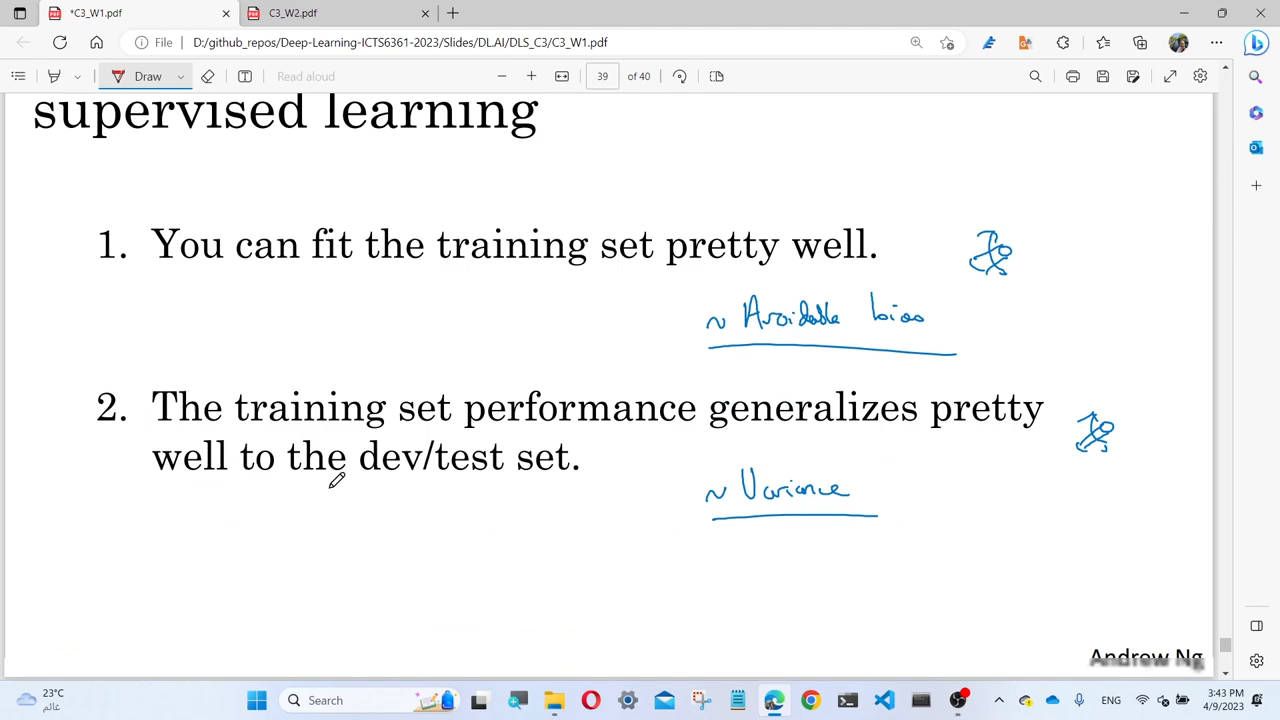 *C3_W1.pdf
C3_W2.pdf
File
D:/github_repos/Deep-Learning-ICTS6361-2023/Slides/DL.AI/DLS_C3/C3_W1.pdf
Draw
Read aloud
39
of 40
supervised learning
1. You can fit the training set pretty well.
~ Avoidable bias
2. The training set performance generalizes pretty
well to the dev/test set.
~ Variance
Andrew Ng
23°C
غائم
Search
ENG
3:43 PM
4/9/2023